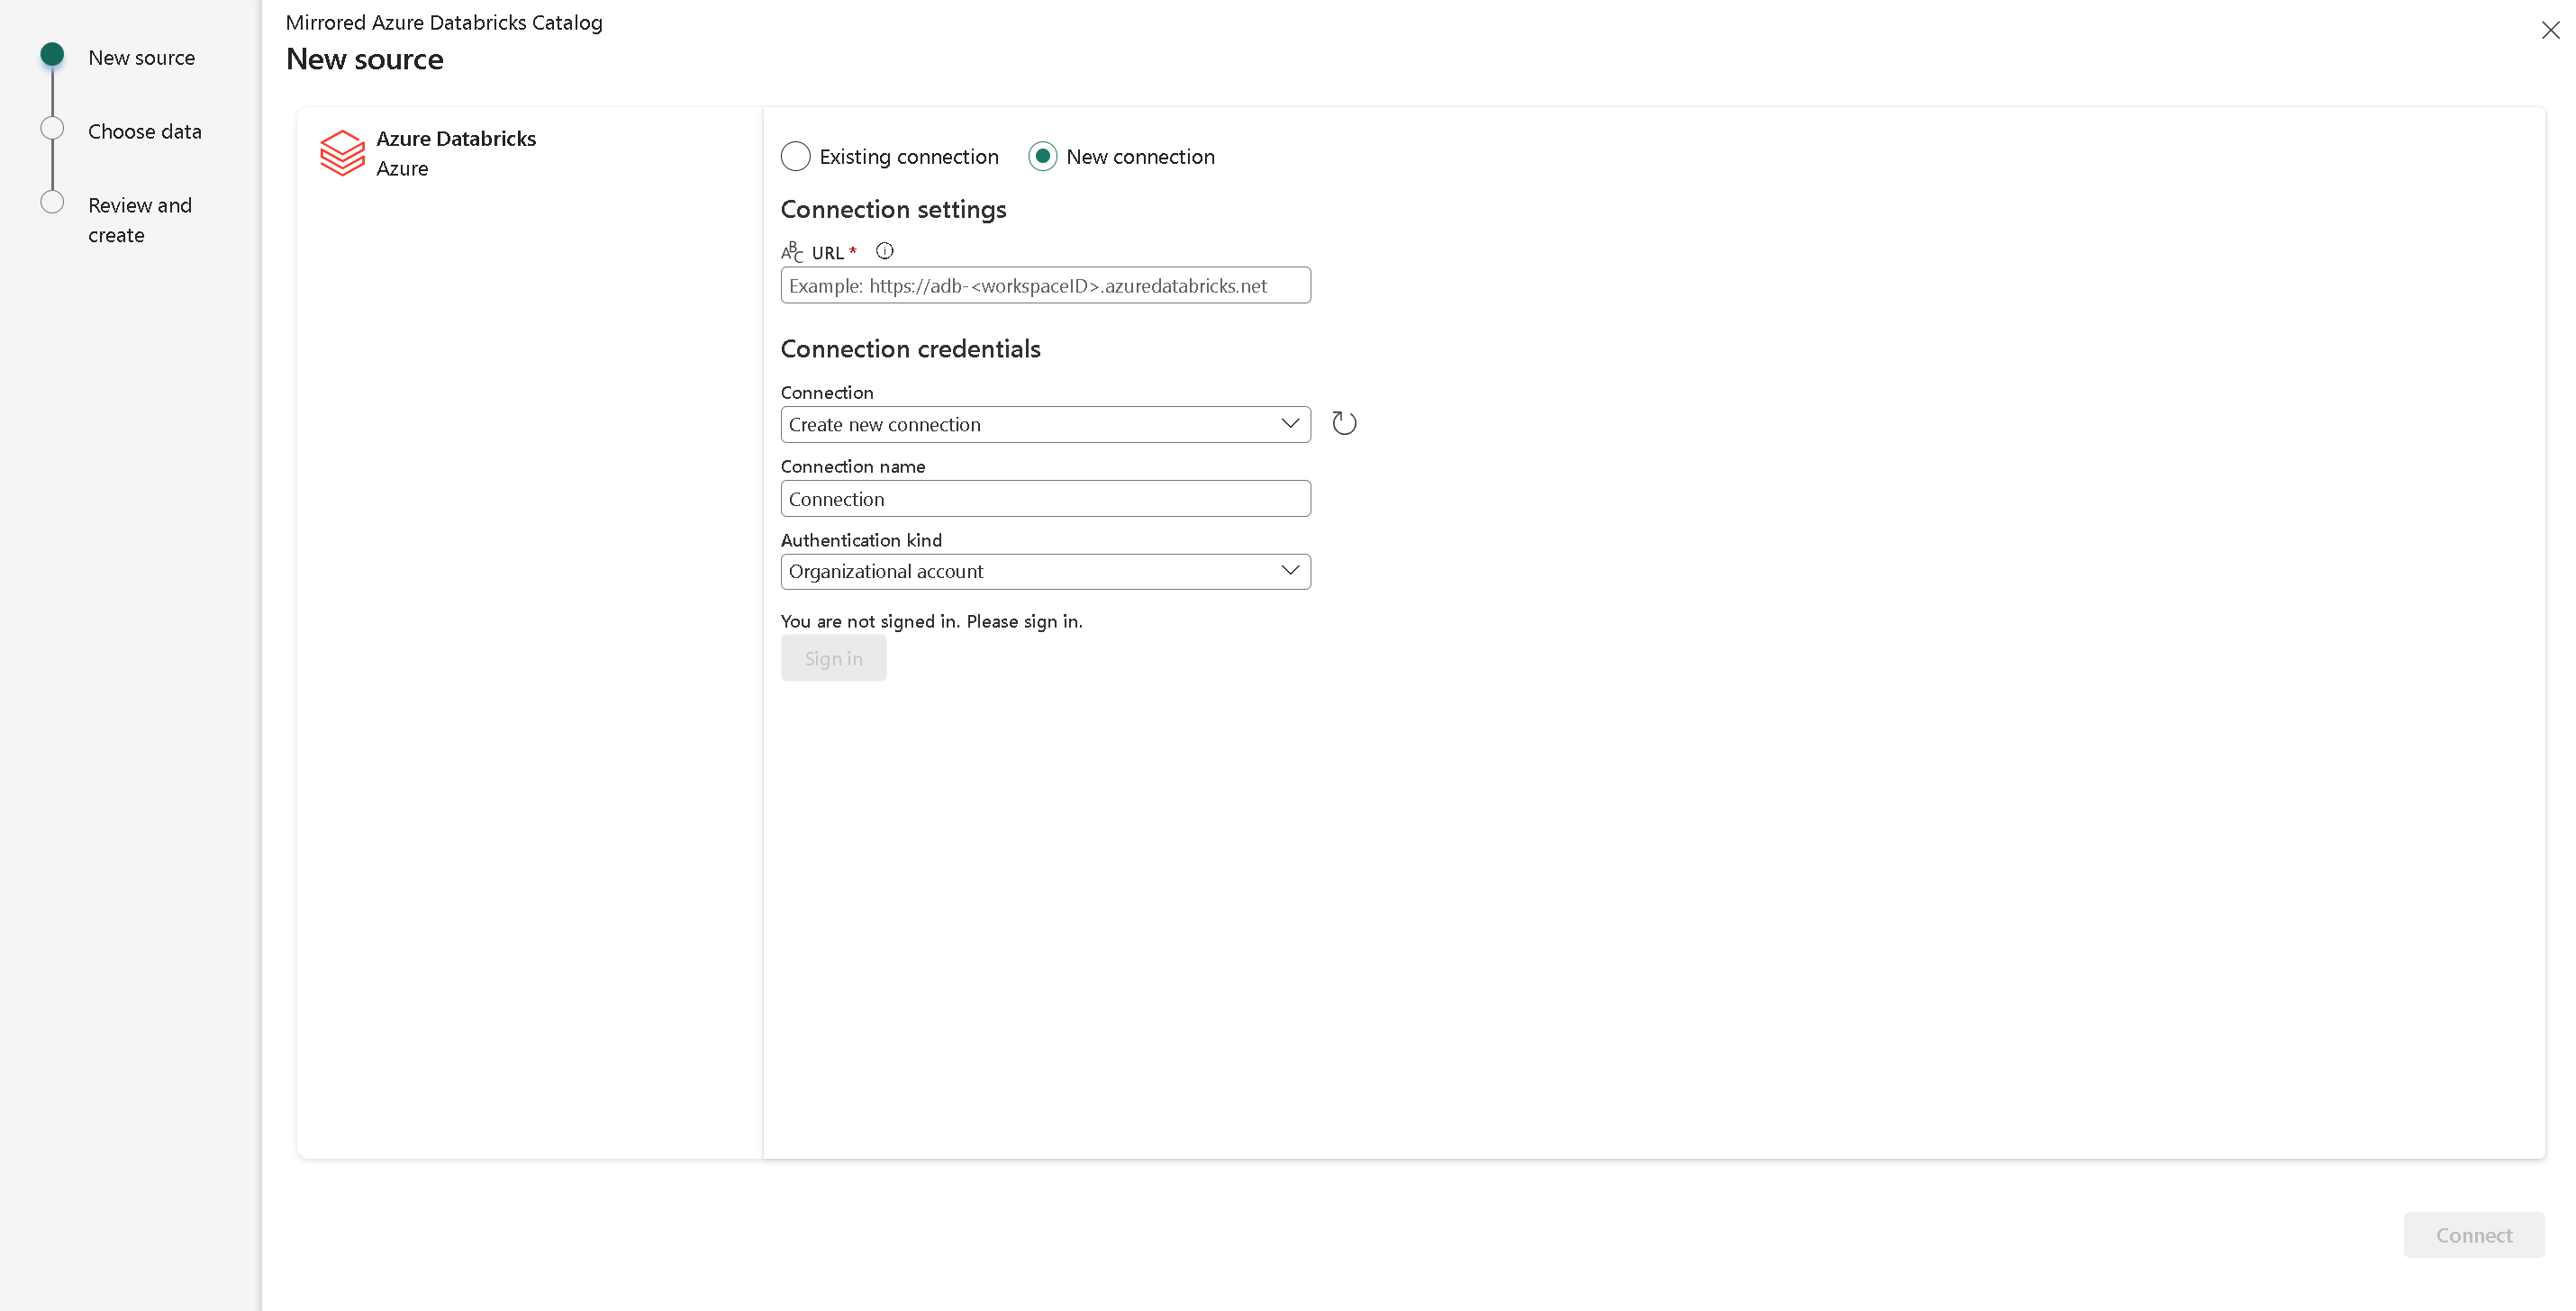 New source
Choose data
Review and
create
Mirrored Azure Databricks Catalog
New source
Azure Databricks
Azure
Existing connection
New connection
Connection settings
ABC URL *
Example: https://adb-<workspaceID>.azuredatabricks.net
Connection credentials
Connection
Create new connection
Connection name
Connection
Authentication kind
Organizational account
You are not signed in. Please sign in.
Sign in
Connect